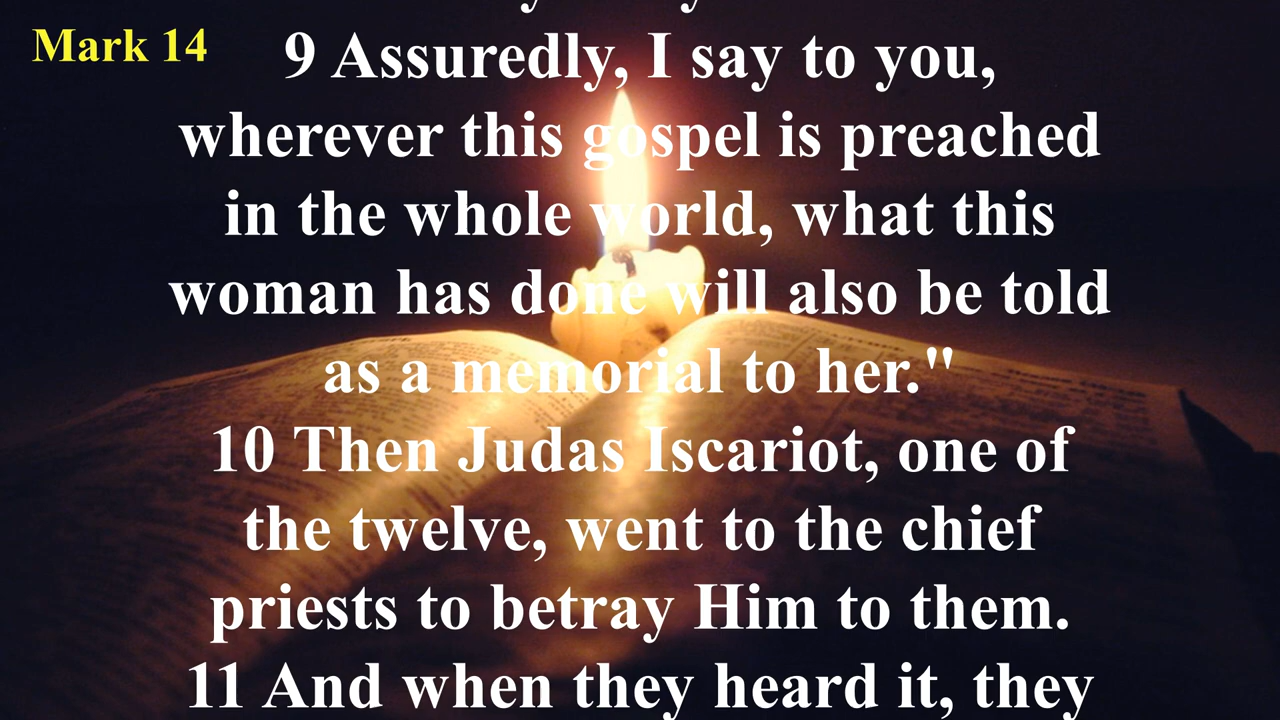 Mark 14
9 Assuredly, I say to you,
wherever this gospel is preached
in the whole world, what this
woman has done will also be told
as a memorial to her."
10 Then Judas Iscariot, one of
the twelve, went to the chief
priests to betray Him to them.
11 And when they heard it, they